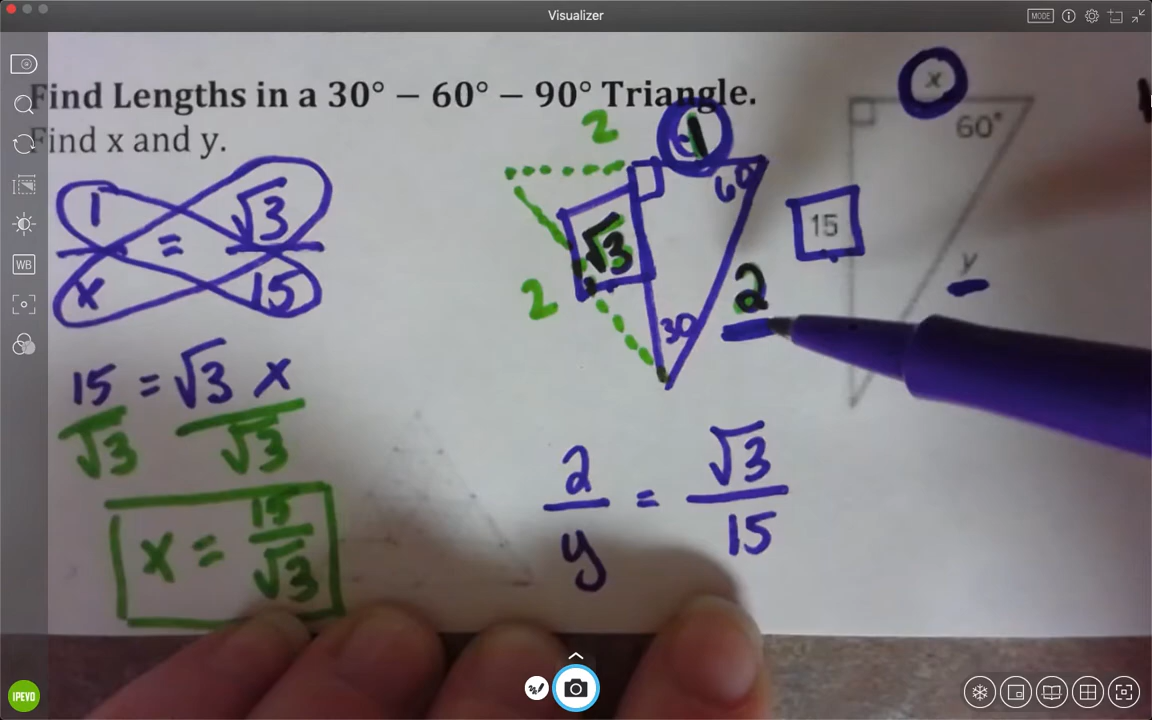 Visualizer
MODE
Find Lengths in a 30° – 60° – 90° Triangle.
Find x and y.
WB
1 = √3
x 15
15 = √3 x
√3 √3
x = 15
√3
2
1
60
√3
2
2
30
x
60°
15
y
2 = √3
y 15
IPEVO